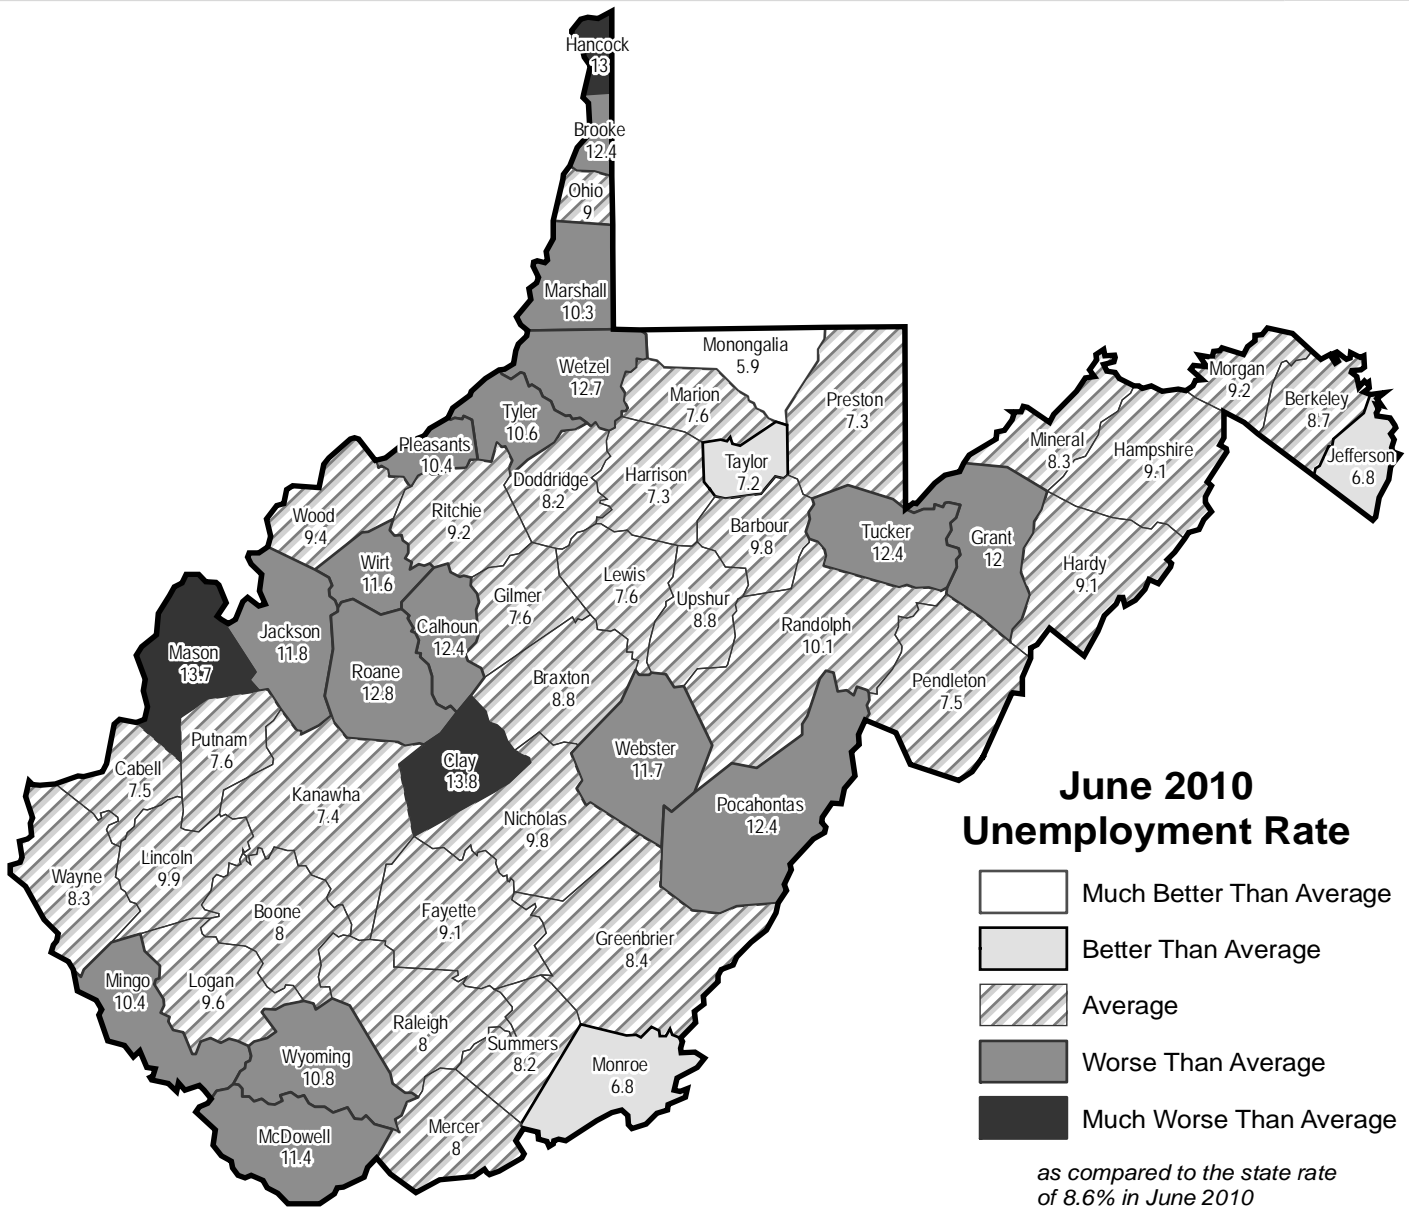 Hancock
13
Brooke
12.4
Ohio
9
Marshall
10.3
Wetzel
12.7
Monongalia
5.9
Marion
7.6
Preston
7.3
Tyler
10.6
Pleasants
10.4
Doddridge
8.2
Harrison
7.3
Taylor
7.2
Morgan
9.2
Berkeley
8.7
Jefferson
6.8
Mineral
8.3
Hampshire
9.1
Wood
9.4
Ritchie
9.2
Barbour
9.8
Tucker
12.4
Grant
12
Hardy
9.1
Wirt
11.6
Gilmer
7.6
Lewis
7.6
Upshur
8.8
Randolph
10.1
Mason
13.7
Jackson
11.8
Roane
12.8
Calhoun
12.4
Braxton
8.8
Pendleton
7.5
Putnam
7.6
Cabell
7.5
Kanawha
7.4
Clay
13.8
Webster
11.7
Pocahontas
12.4
Nicholas
9.8
Wayne
8.3
Lincoln
9.9
Boone
8
Fayette
9.1
Greenbrier
8.4
Mingo
10.4
Logan
9.6
Raleigh
8
Summers
8.2
Wyoming
10.8
Monroe
6.8
McDowell
11.4
Mercer
8
June 2010
Unemployment Rate
Much Better Than Average
Better Than Average
Average
Worse Than Average
Much Worse Than Average
as compared to the state rate
of 8.6% in June 2010